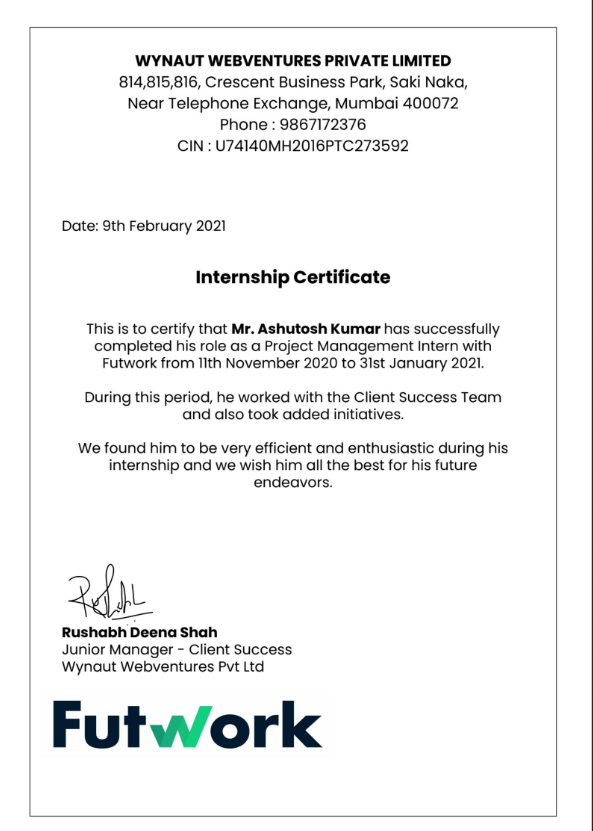 WYNAUT WEBVENTURES PRIVATE LIMITED
814,815,816, Crescent Business Park, Saki Naka,
Near Telephone Exchange, Mumbai 400072
Phone : 9867172376
CIN : U74140MH2016PTC273592
Date: 9th February 2021
Internship Certificate
This is to certify that Mr. Ashutosh Kumar has successfully
completed his role as a Project Management Intern with
Futwork from 11th November 2020 to 31st January 2021.
During this period, he worked with the Client Success Team
and also took added initiatives.
We found him to be very efficient and enthusiastic during his
internship and we wish him all the best for his future
endeavors.
Rushabh Deena Shah
Junior Manager - Client Success
Wynaut Webventures Pvt Ltd
Futwork